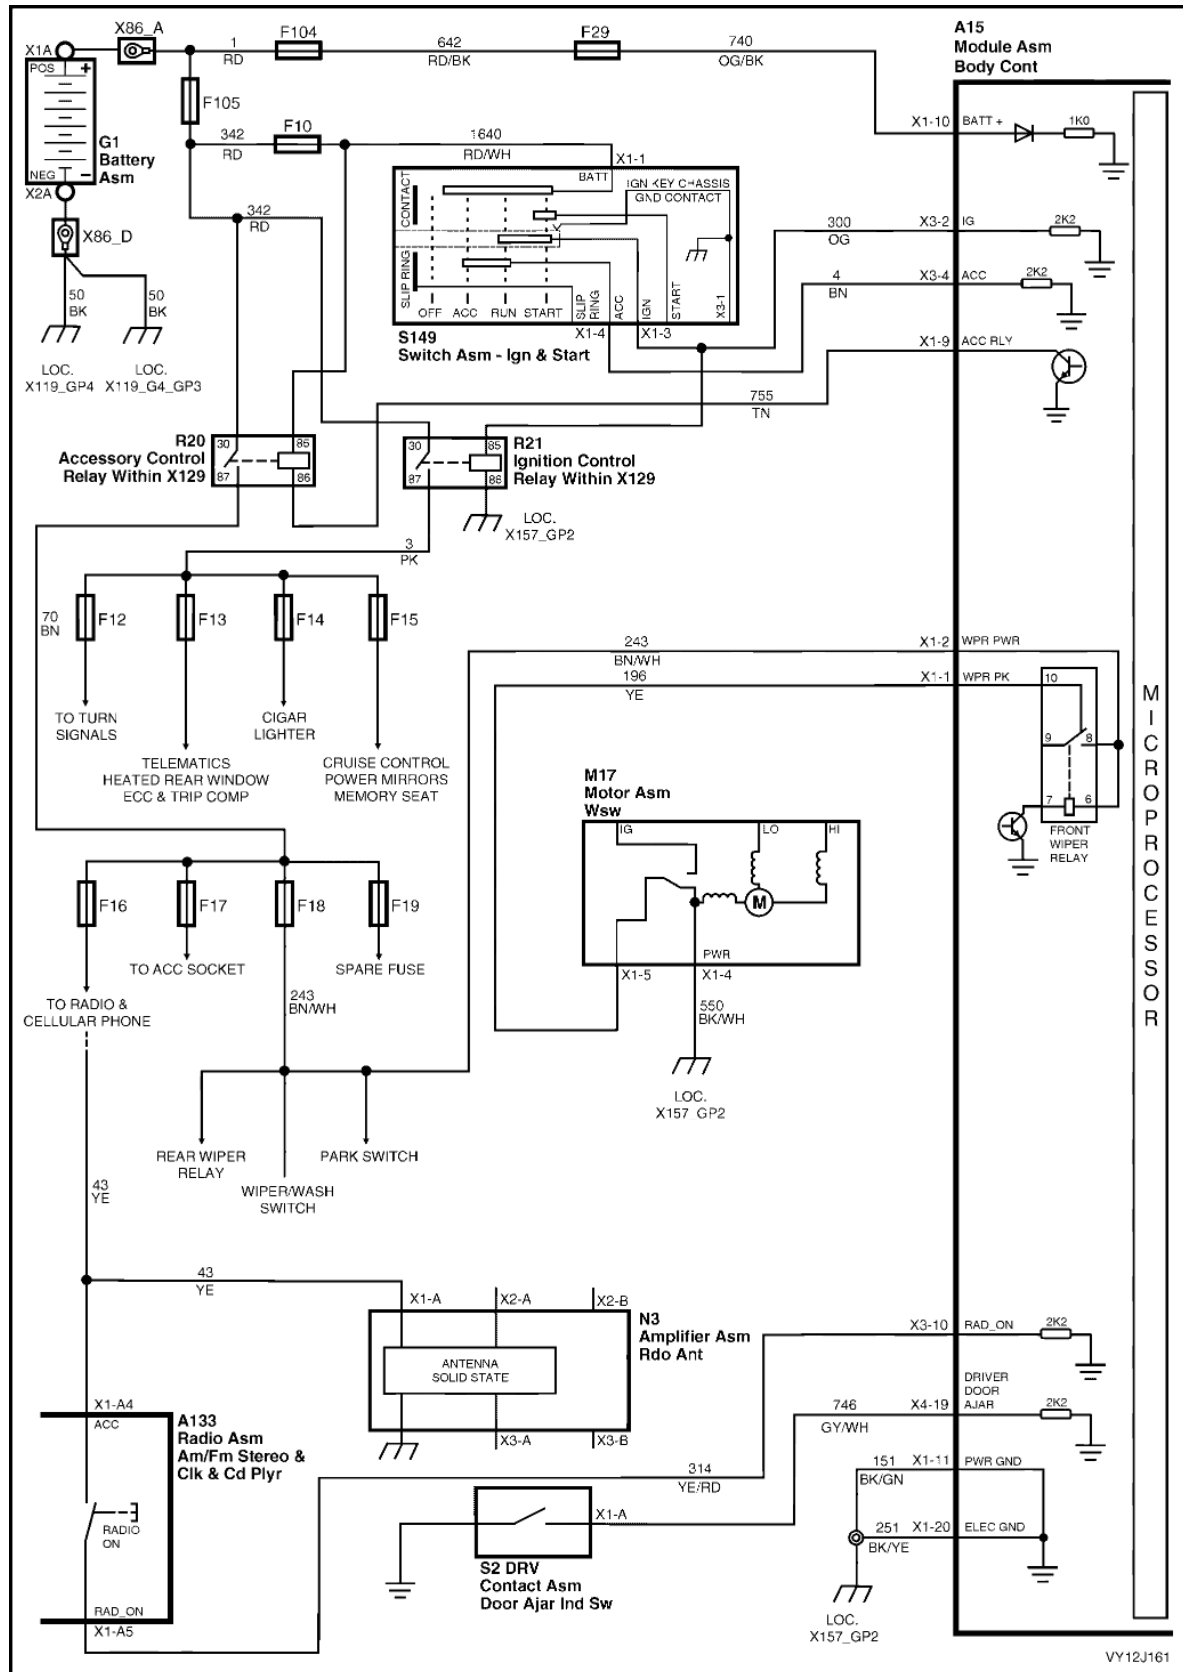 X86_A
X1A
1
RD
F104
642
RD/BK
F29
740
OG/BK
A15
Module Asm
Body Cont
POS
+
F105
G1
Battery
Asm
NEG
−
X2A
342
RD
F10
1640
RD/WH
X1-1
X1-10
BATT +
1K0
BATT
IGN KEY CHASSIS
GND CONTACT
CONTACT
SLIP RING
OFF
ACC
RUN
START
SLIP
RING
ACC
IGN
START
X3-1
X1-4
X1-3
S149
Switch Asm - Ign & Start
X86_D
342
RD
300
OG
X3-2
IG
2K2
4
BN
X3-4
ACC
2K2
X1-9
ACC RLY
50
BK
50
BK
LOC.
X119_GP4
LOC.
X119_G4_GP3
755
TN
R20
Accessory Control
Relay Within X129
30
85
87
86
30
85
87
86
R21
Ignition Control
Relay Within X129
LOC.
X157_GP2
3
PK
70
BN
F12
F13
F14
F15
TO TURN
SIGNALS
TELEMATICS
HEATED REAR WINDOW
ECC & TRIP COMP
CIGAR
LIGHTER
CRUISE CONTROL
POWER MIRRORS
MEMORY SEAT
243
BN/WH
X1-2
WPR PWR
196
YE
X1-1
WPR PK
10
9
8
7
6
FRONT
WIPER
RELAY
MICROPROCESSOR
M17
Motor Asm
Wsw
IG
LO
HI
M
PWR
X1-5
X1-4
550
BK/WH
LOC.
X157_GP2
F16
F17
F18
F19
TO RADIO &
CELLULAR PHONE
TO ACC SOCKET
243
BN/WH
SPARE FUSE
REAR WIPER
RELAY
WIPER/WASH
SWITCH
PARK SWITCH
43
YE
43
YE
X1-A
X2-A
X2-B
N3
Amplifier Asm
Rdo Ant
ANTENNA
SOLID STATE
X3-A
X3-B
X3-10
RAD_ON
2K2
DRIVER
DOOR
AJAR
746
GY/WH
X4-19
2K2
X1-A4
ACC
A133
Radio Asm
Am/Fm Stereo &
Clk & Cd Plyr
RADIO
ON
RAD_ON
X1-A5
314
YE/RD
151
BK/GN
X1-11
PWR GND
251
BK/YE
X1-20
ELEC GND
X1-A
S2 DRV
Contact Asm
Door Ajar Ind Sw
LOC.
X157_GP2
VY12J161